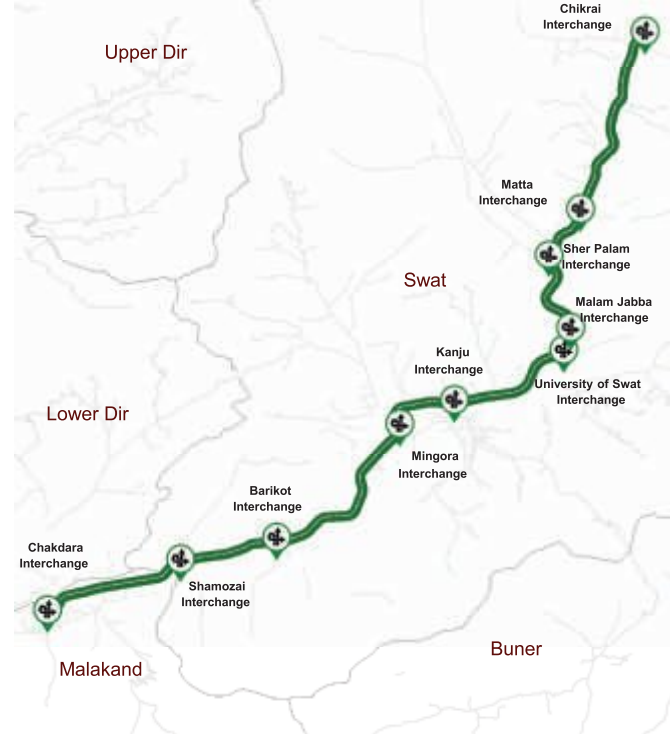 Chikrai
Interchange
Upper Dir
Matta
Interchange
Sher Palam
Interchange
Swat
Malam Jabba
Interchange
Kanju
Interchange
University of Swat
Interchange
Lower Dir
Mingora
Interchange
Barikot
Interchange
Chakdara
Interchange
Shamozai
Interchange
Buner
Malakand